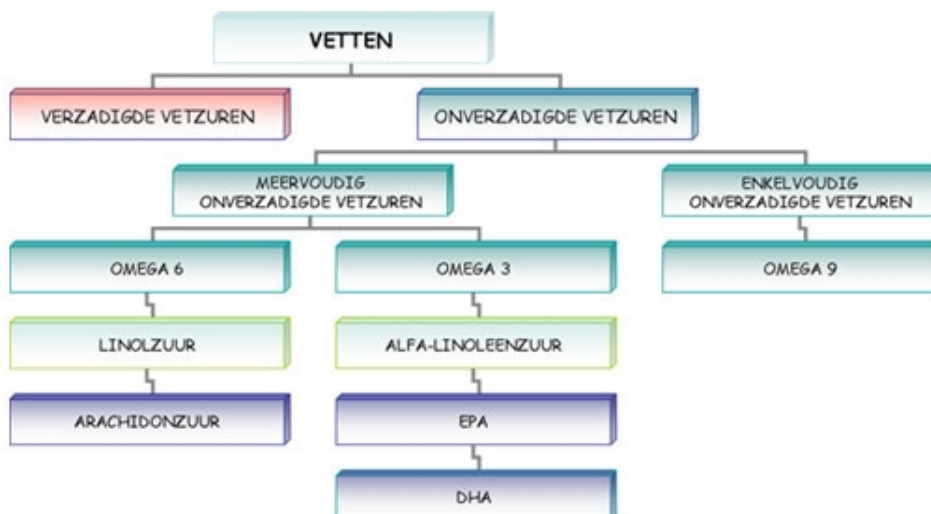 VETTEN
VERZADIGDE VETZUREN
ONVERZADIGDE VETZUREN
MEERVOUDIG
ONVERZADIGDE VETZUREN
ENKELVOUDIG
ONVERZADIGDE VETZUREN
OMEGA 6
OMEGA 3
OMEGA 9
LINOLZUUR
ALFA-LINOLEENZUUR
ARACHIDONZUUR
EPA
DHA